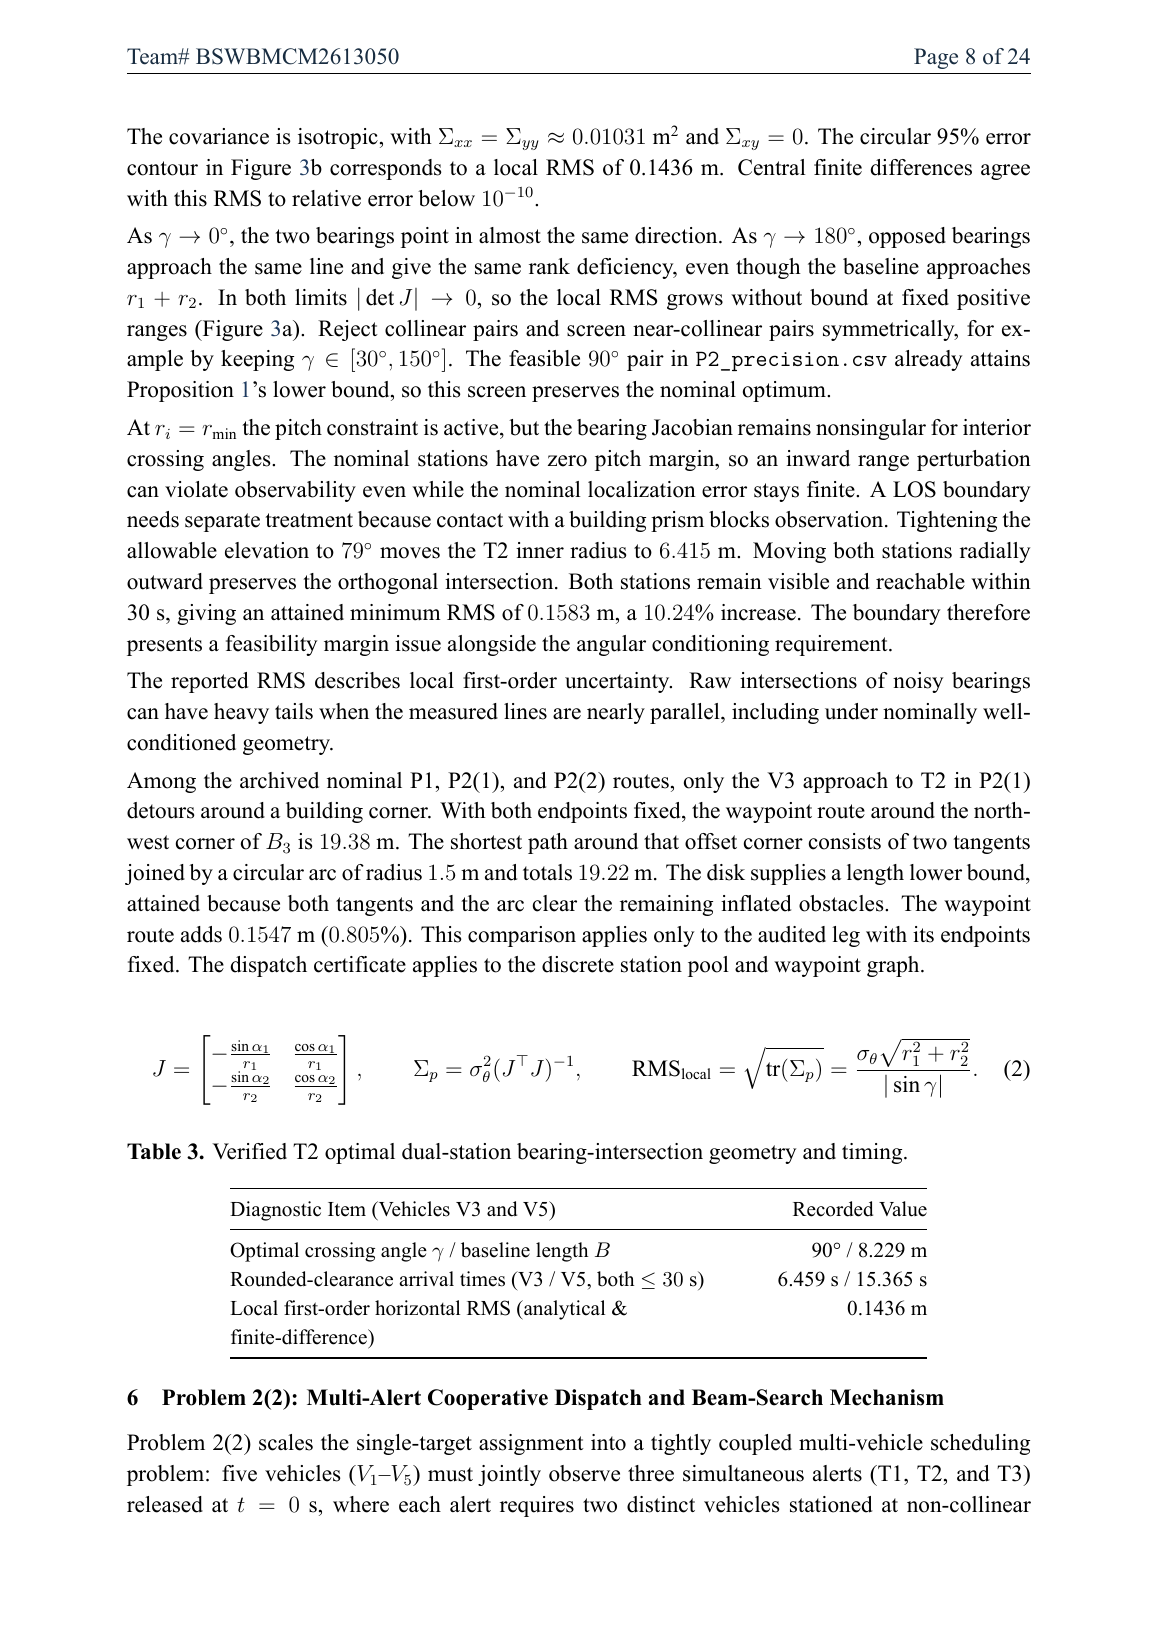 Team# BSWBMCM2613050 Page 8 of 24
The covariance is isotropic, with Σxx = Σyy ≈ 0.01031 m² and Σxy = 0. The circular 95% error
contour in Figure 3b corresponds to a local RMS of 0.1436 m. Central finite differences agree
with this RMS to relative error below 10⁻¹⁰.
As γ → 0°, the two bearings point in almost the same direction. As γ → 180°, opposed bearings
approach the same line and give the same rank deficiency, even though the baseline approaches
r₁ + r₂. In both limits | det J| → 0, so the local RMS grows without bound at fixed positive
ranges (Figure 3a). Reject collinear pairs and screen near-collinear pairs symmetrically, for ex-
ample by keeping γ ∈ [30°, 150°]. The feasible 90° pair in P2_precision.csv already attains
Proposition 1's lower bound, so this screen preserves the nominal optimum.
At rᵢ = r_min the pitch constraint is active, but the bearing Jacobian remains nonsingular for interior
crossing angles. The nominal stations have zero pitch margin, so an inward range perturbation
can violate observability even while the nominal localization error stays finite. A LOS boundary
needs separate treatment because contact with a building prism blocks observation. Tightening the
allowable elevation to 79° moves the T2 inner radius to 6.415 m. Moving both stations radially
outward preserves the orthogonal intersection. Both stations remain visible and reachable within
30 s, giving an attained minimum RMS of 0.1583 m, a 10.24% increase. The boundary therefore
presents a feasibility margin issue alongside the angular conditioning requirement.
The reported RMS describes local first-order uncertainty. Raw intersections of noisy bearings
can have heavy tails when the measured lines are nearly parallel, including under nominally well-
conditioned geometry.
Among the archived nominal P1, P2(1), and P2(2) routes, only the V3 approach to T2 in P2(1)
detours around a building corner. With both endpoints fixed, the waypoint route around the north-
west corner of B₃ is 19.38 m. The shortest path around that offset corner consists of two tangents
joined by a circular arc of radius 1.5 m and totals 19.22 m. The disk supplies a length lower bound,
attained because both tangents and the arc clear the remaining inflated obstacles. The waypoint
route adds 0.1547 m (0.805%). This comparison applies only to the audited leg with its endpoints
fixed. The dispatch certificate applies to the discrete station pool and waypoint graph.
J = [−sin α₁/r₁ cos α₁/r₁; −sin α₂/r₂ cos α₂/r₂], Σp = σθ²(J⊤J)⁻¹, RMSlocal = √tr(Σp) = σθ√(r₁² + r₂²)/| sin γ|. (2)
Table 3. Verified T2 optimal dual-station bearing-intersection geometry and timing.
Diagnostic Item (Vehicles V3 and V5) Recorded Value
Optimal crossing angle γ / baseline length B 90° / 8.229 m
Rounded-clearance arrival times (V3 / V5, both ≤ 30 s) 6.459 s / 15.365 s
Local first-order horizontal RMS (analytical & 0.1436 m
finite-difference)
6 Problem 2(2): Multi-Alert Cooperative Dispatch and Beam-Search Mechanism
Problem 2(2) scales the single-target assignment into a tightly coupled multi-vehicle scheduling
problem: five vehicles (V₁–V₅) must jointly observe three simultaneous alerts (T1, T2, and T3)
released at t = 0 s, where each alert requires two distinct vehicles stationed at non-collinear